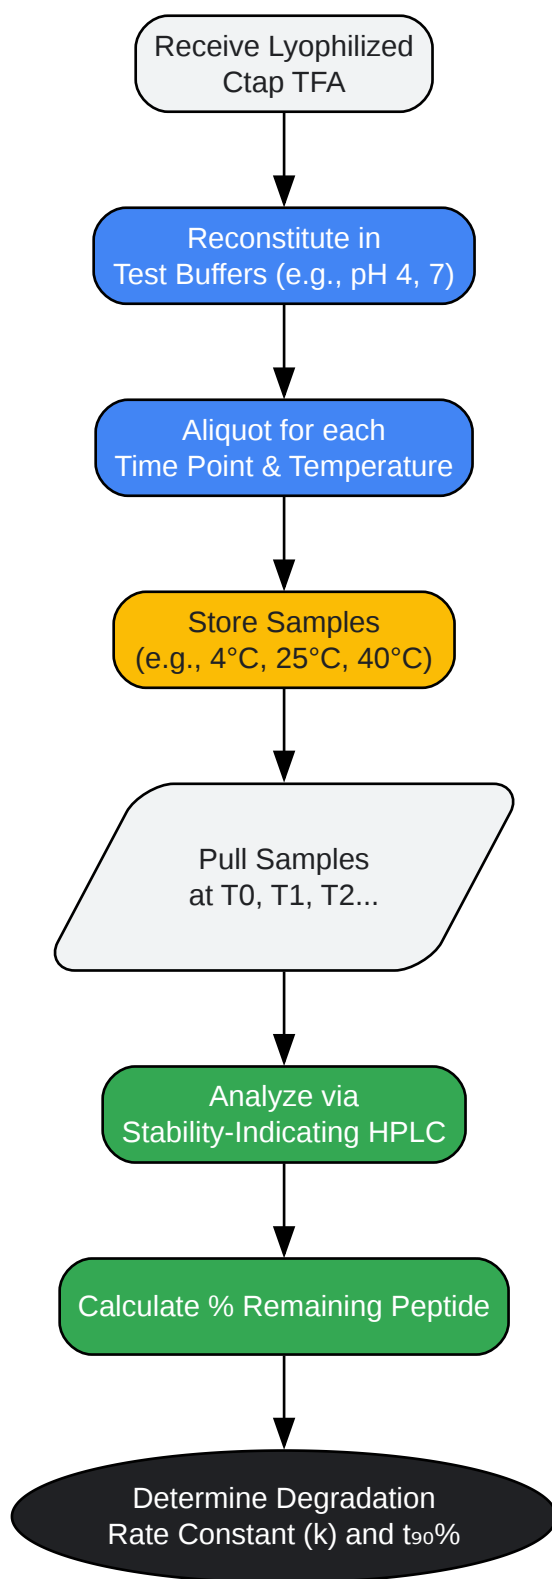 Receive Lyophilized
Ctap TFA
Reconstitute in
Test Buffers (e.g., pH 4, 7)
Aliquot for each
Time Point & Temperature
Store Samples
(e.g., 4°C, 25°C, 40°C)
Pull Samples
at T0, T1, T2...
Analyze via
Stability-Indicating HPLC
Calculate % Remaining Peptide
Determine Degradation
Rate Constant (k) and t₉₀%